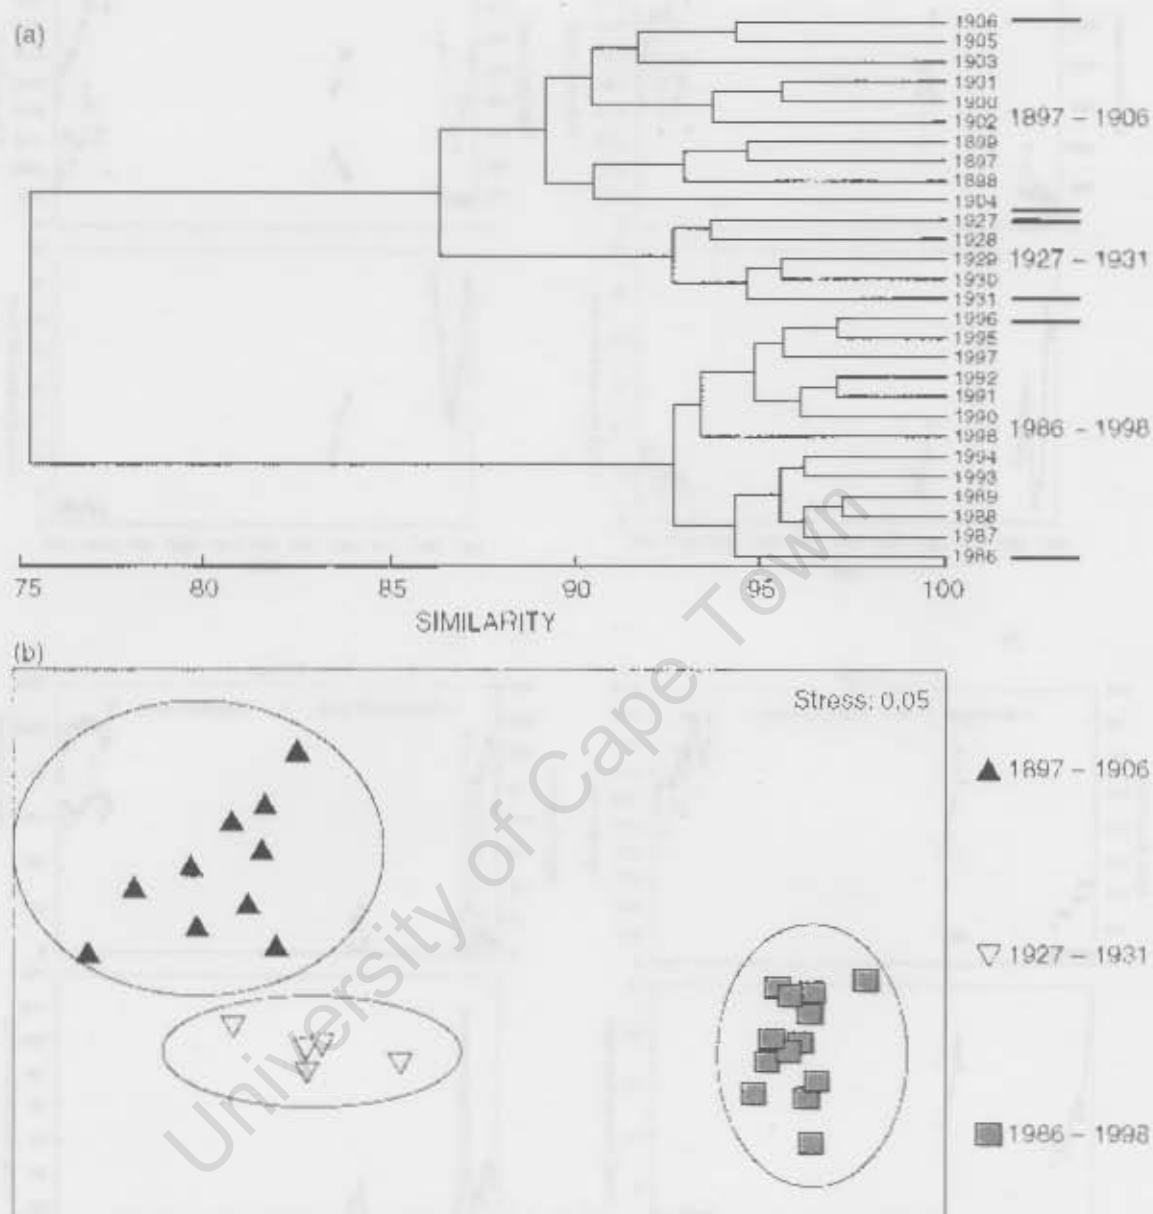 (a)
1906
1905
1903
1901
1900
1902
1897 – 1906
1899
1897
1898
1904
1927
1928
1929
1927 – 1931
1930
1931
1996
1995
1997
1992
1991
1990
1998
1986 – 1998
1994
1993
1989
1988
1987
1986
75 80 85 90 95 100
SIMILARITY
(b)
Stress: 0,05
1897 – 1906
1927 – 1931
1986 – 1998
University of Cape Town